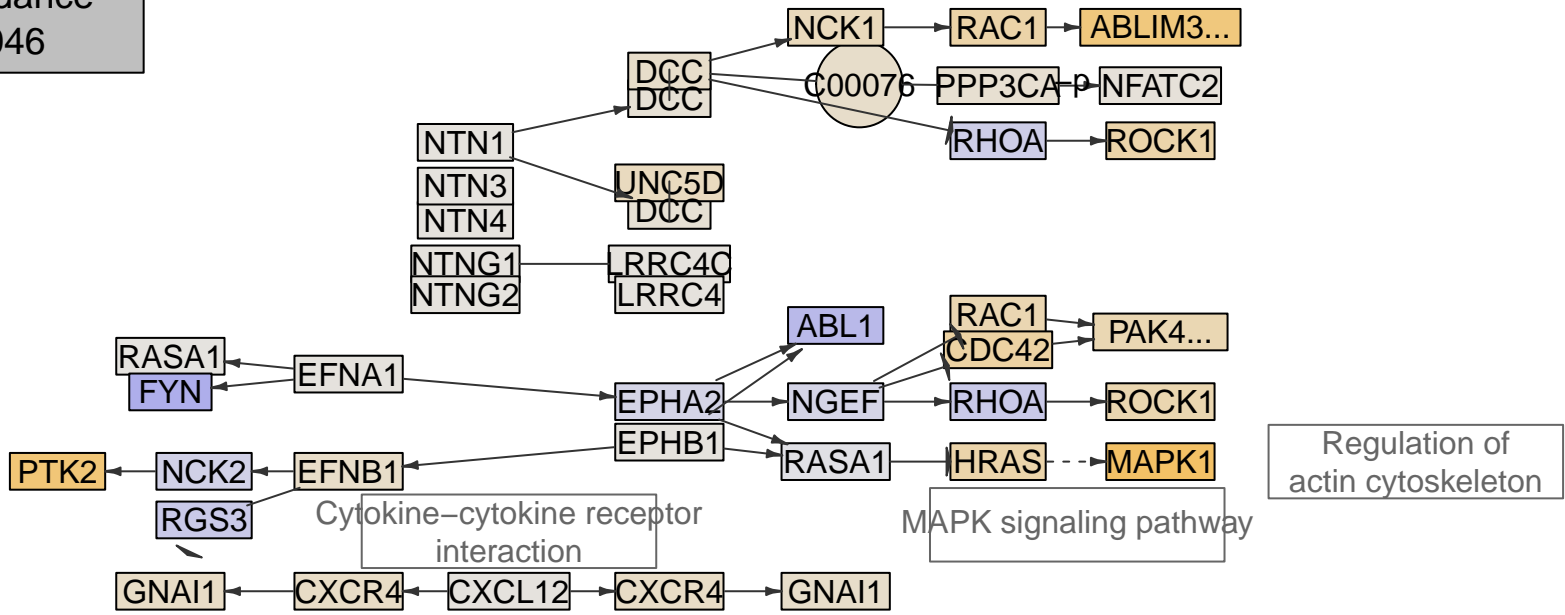 046
NCK1
RAC1
ABLIM3...
DCC
DCC
C00076
PPP3CA
+p
NFATC2
NTN1
RHOA
ROCK1
NTN3
NTN4
UNC5D
DCC
NTNG1
NTNG2
LRRC4C
LRRC4
ABL1
RAC1
CDC42
PAK4...
RASA1
FYN
EFNA1
EPHA2
NGEF
RHOA
ROCK1
EPHB1
RASA1
HRAS
MAPK1
PTK2
NCK2
EFNB1
RGS3
Cytokine−cytokine receptor
interaction
MAPK signaling pathway
Regulation of
actin cytoskeleton
GNAI1
CXCR4
CXCL12
CXCR4
GNAI1